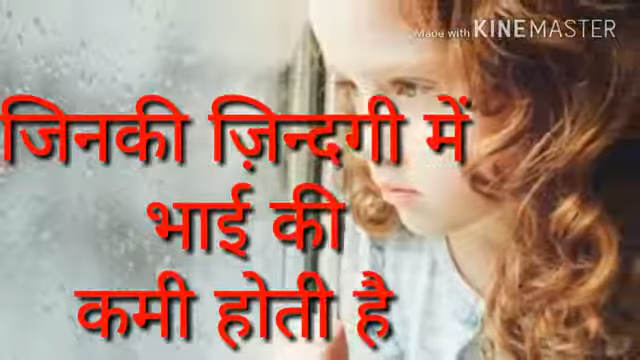 Made with KINEMASTER
जिनकी ज़िन्दगी में
भाई की
कमी होती है